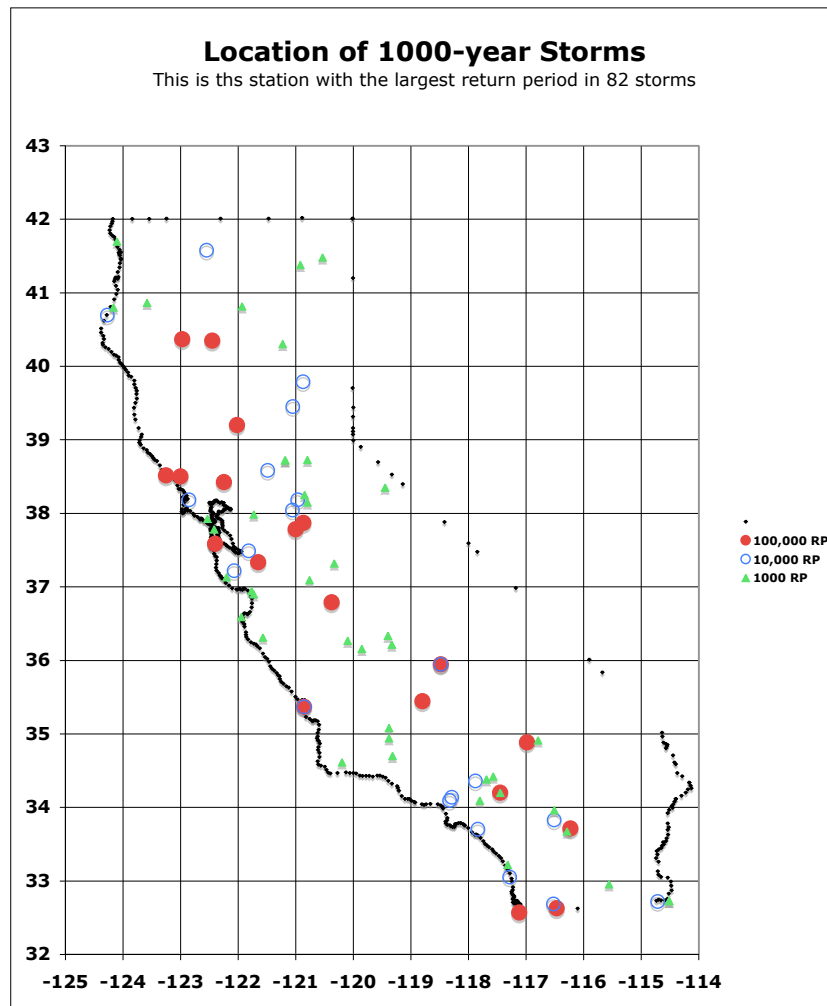 Location of 1000-year Storms
This is ths station with the largest return period in 82 storms
43
42
41
40
39
38
37
36
35
34
33
32
-125 -124 -123 -122 -121 -120 -119 -118 -117 -116 -115 -114
100,000 RP
10,000 RP
1000 RP